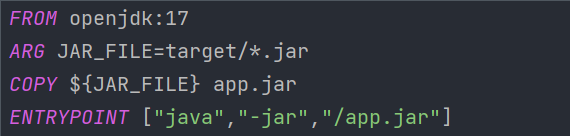 FROM openjdk:17
ARG JAR_FILE=target/*.jar
COPY ${JAR_FILE} app.jar
ENTRYPOINT ["java","-jar","/app.jar"]